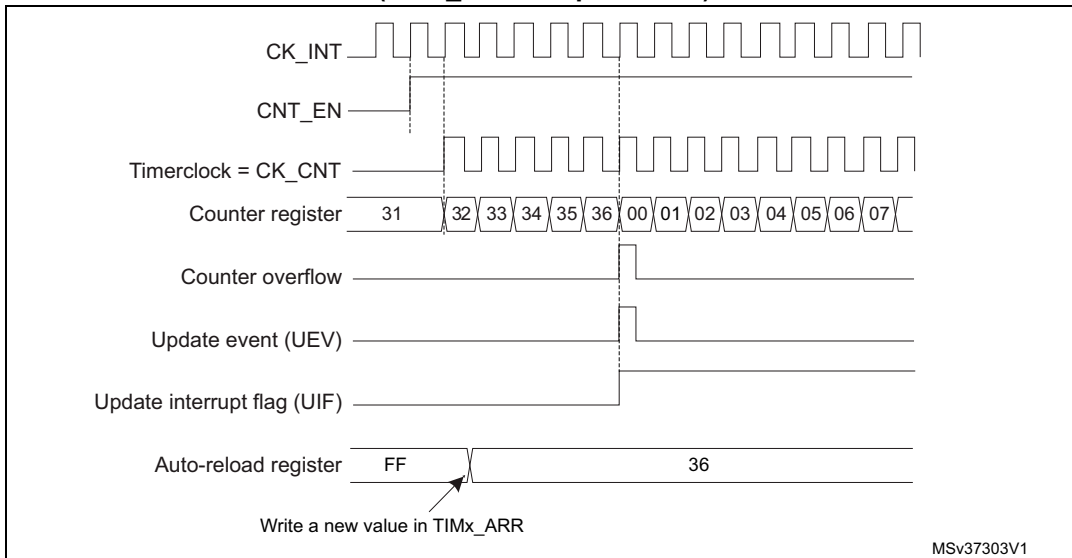 CK_INT
CNT_EN
Timerclock = CK_CNT
Counter register 31 32 33 34 35 36 00 01 02 03 04 05 06 07
Counter overflow
Update event (UEV)
Update interrupt flag (UIF)
Auto-reload register FF 36
Write a new value in TIMx_ARR
MSv37303V1